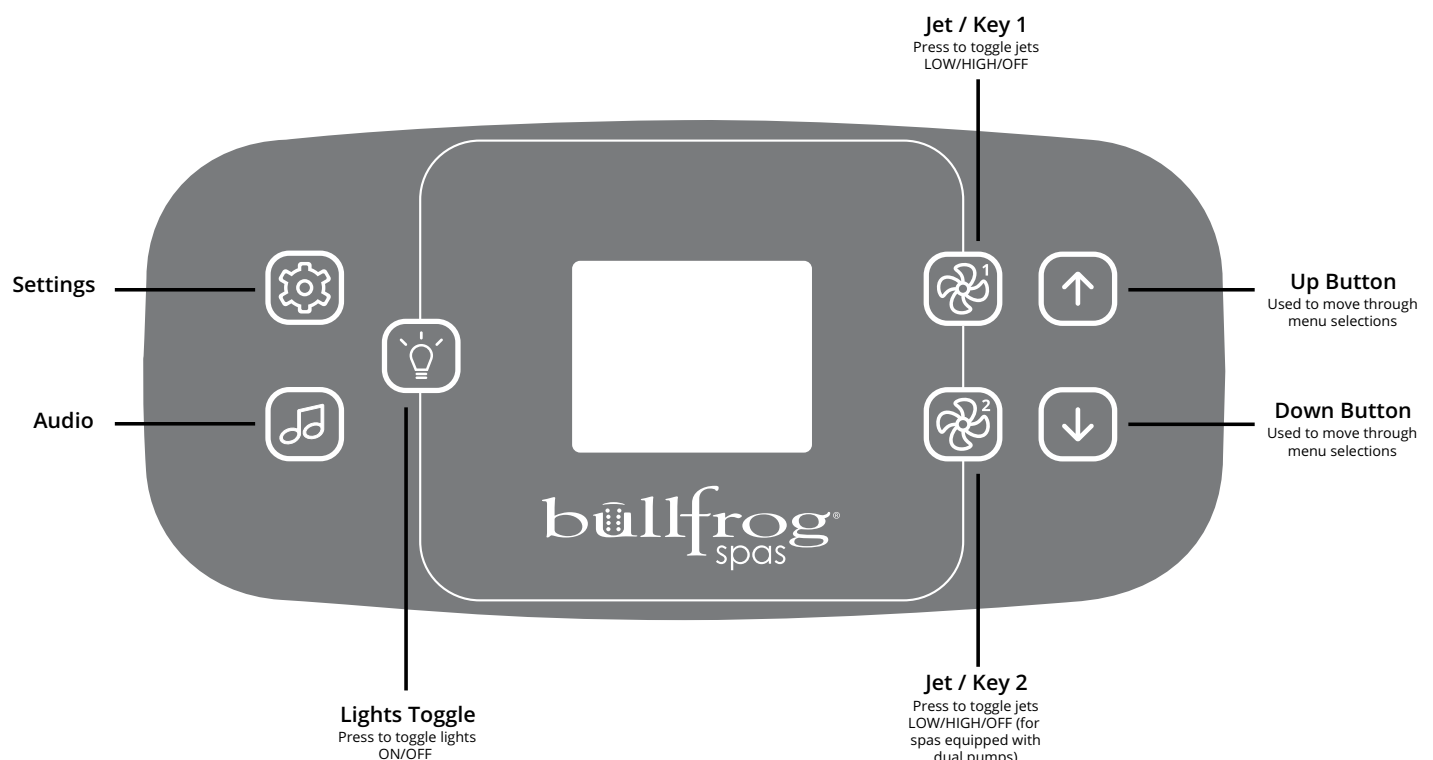 Jet / Key 1
Press to toggle jets
LOW/HIGH/OFF
Settings
1
Up Button
Used to move through
menu selections
Audio
2
Down Button
Used to move through
menu selections
bullfrog®
spas
Lights Toggle
Press to toggle lights
ON/OFF
Jet / Key 2
Press to toggle jets
LOW/HIGH/OFF (for
spas equipped with
dual pumps)